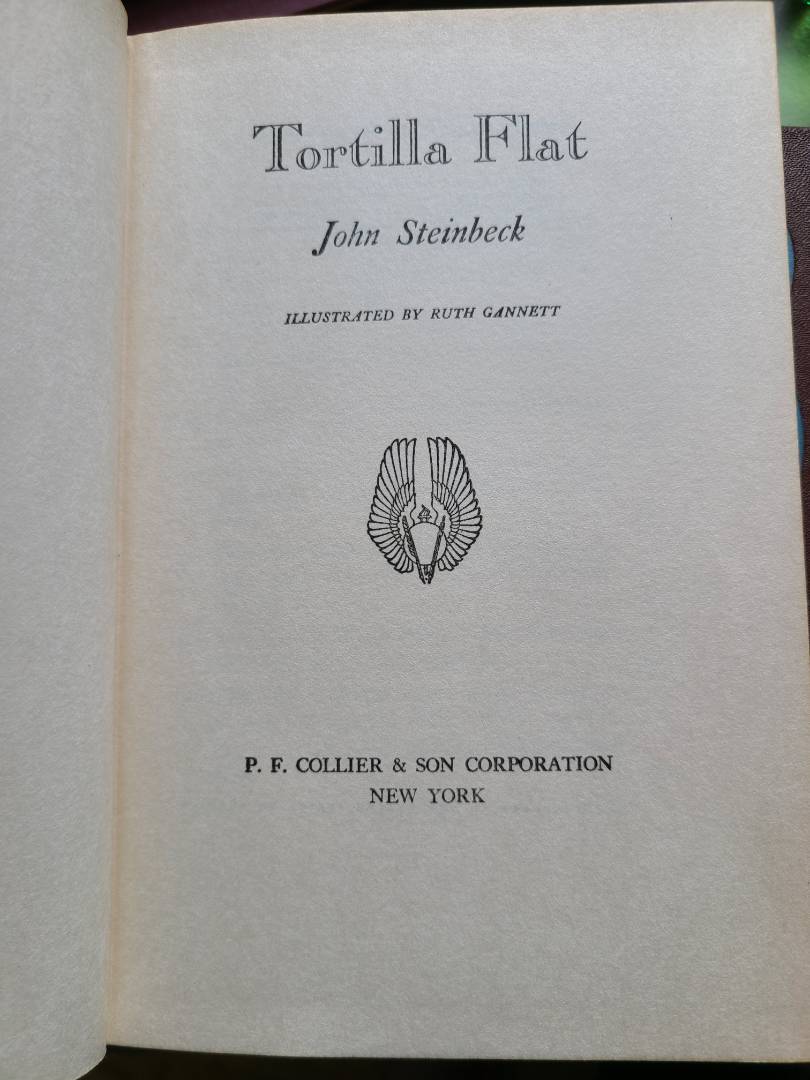 Tortilla Flat
John Steinbeck
ILLUSTRATED BY RUTH GANNETT
P. F. COLLIER & SON CORPORATION
NEW YORK